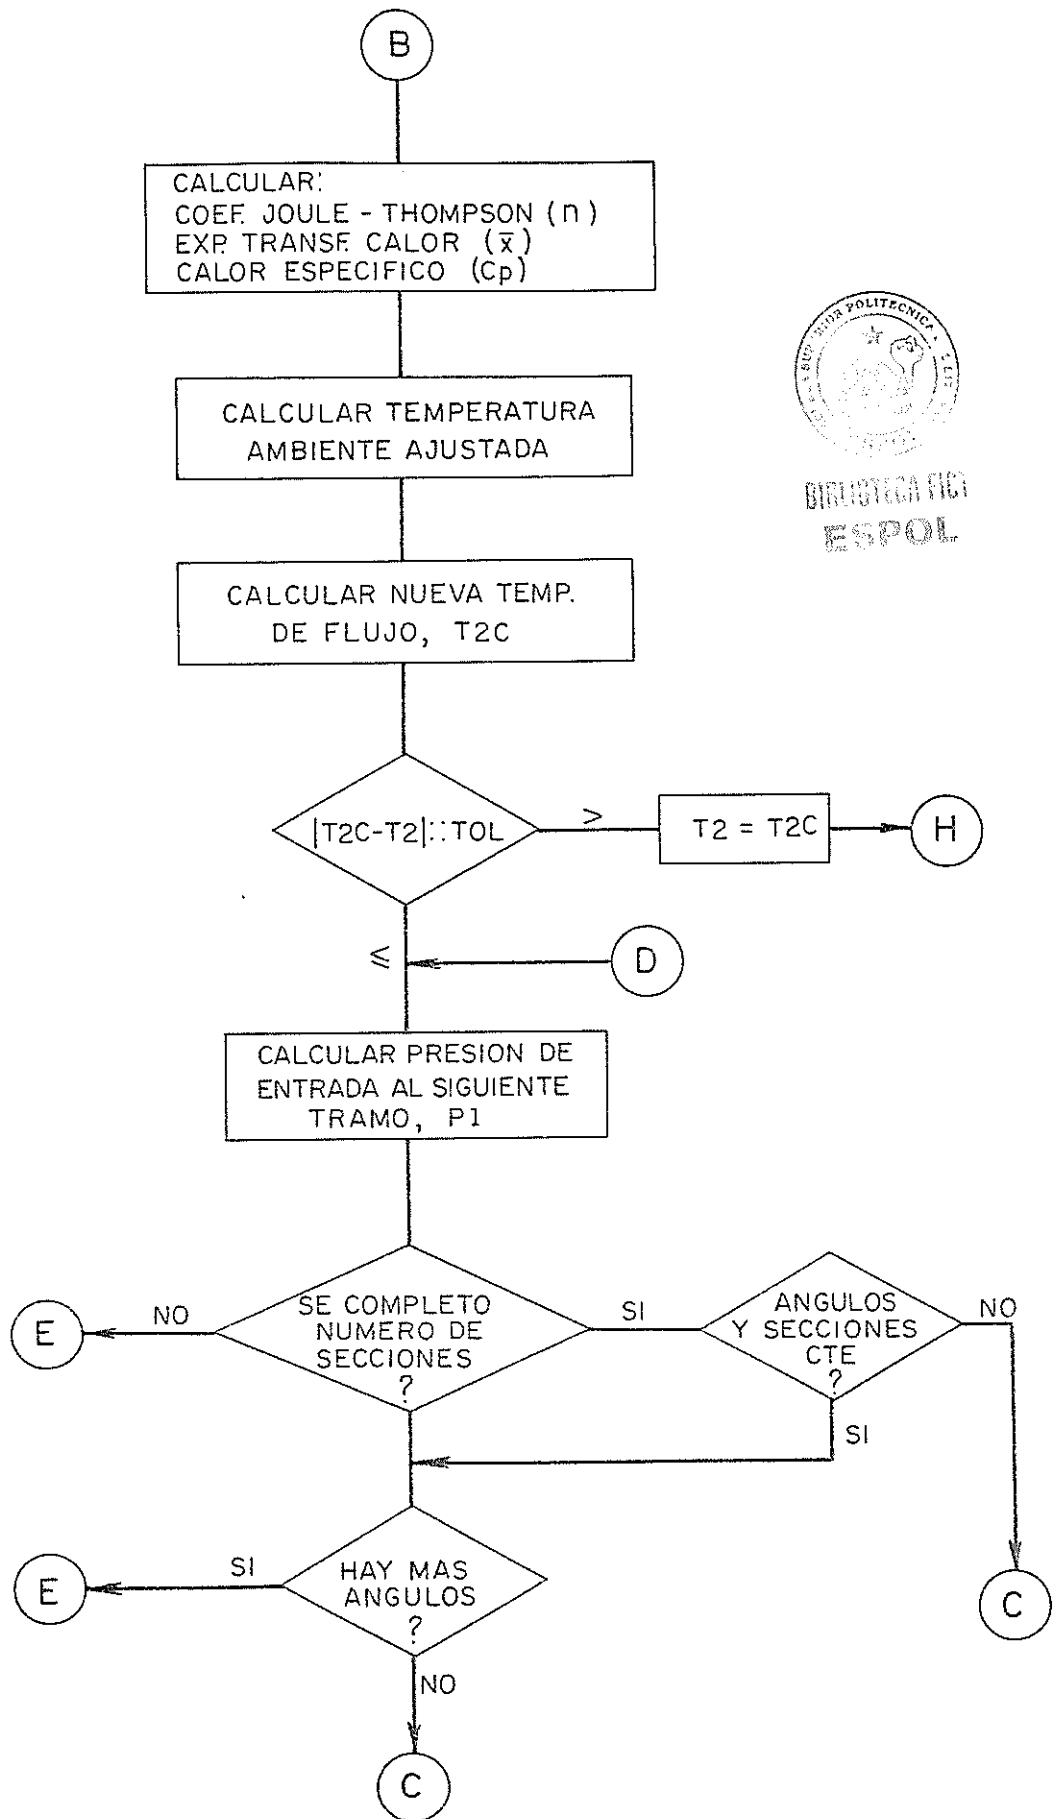 B
CALCULAR:
COEF. JOULE - THOMPSON (n)
EXP. TRANSF. CALOR (x̄)
CALOR ESPECIFICO (Cp)
POLITECNICA
CALCULAR TEMPERATURA
AMBIENTE AJUSTADA
BIBLIOTECA FICT
ESPOL
CALCULAR NUEVA TEMP.
DE FLUJO, T2C
|T2C-T2|::TOL
>
T2 = T2C
H
≤
D
CALCULAR PRESION DE
ENTRADA AL SIGUIENTE
TRAMO, P1
E
NO
SE COMPLETO
NUMERO DE
SECCIONES
?
SI
ANGULOS
Y SECCIONES
CTE
?
NO
SI
E
SI
HAY MAS
ANGULOS
?
C
NO
C